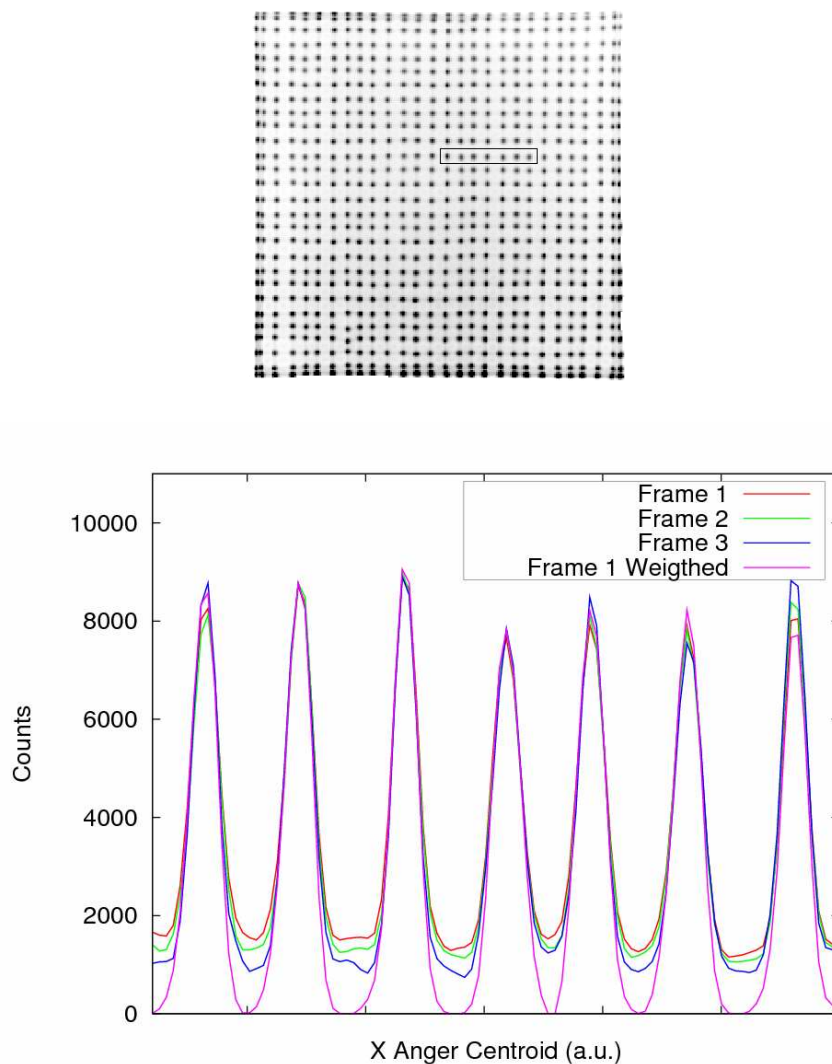 Frame 1
Frame 2
Frame 3
Frame 1 Weigthed
10000
8000
6000
4000
2000
0
Counts
X Anger Centroid (a.u.)